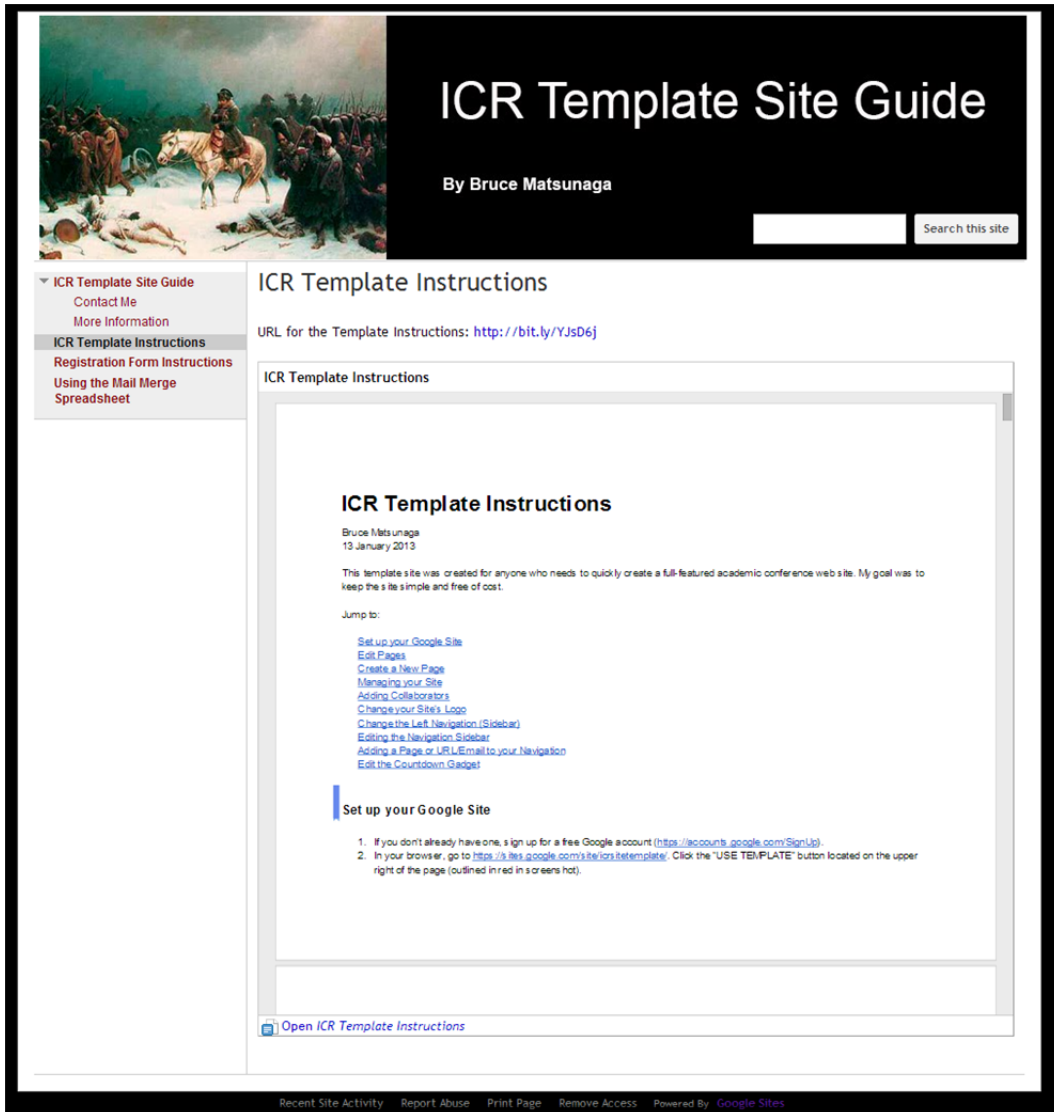 ICR Template Site Guide
By Bruce Matsunaga
Search this site
ICR Template Site Guide
Contact Me
More Information
ICR Template Instructions
Registration Form Instructions
Using the Mail Merge
Spreadsheet
ICR Template Instructions
URL for the Template Instructions: http://bit.ly/YJsD6j
ICR Template Instructions
ICR Template Instructions
Bruce Matsunaga
13 January 2013
This template site was created for anyone who needs to quickly create a full-featured academic conference web site. My goal was to
keep the site simple and free of cost.
Jump to:
Set up your Google Site
Edit Pages
Create a New Page
Managing your Site
Adding Collaborators
Change your Site's Logo
Change the Left Navigation (Sidebar)
Editing the Navigation Sidebar
Adding a Page or URL/Email to your Navigation
Edit the Countdown Gadget
Set up your Google Site
1. If you don't already have one, sign up for a free Google account (https://accounts.google.com/SignUp).
2. In your browser, go to https://sites.google.com/site/icrsitetemplate/. Click the "USE TEMPLATE" button located on the upper
right of the page (outlined in red in screenshot).
Open ICR Template Instructions
Recent Site Activity Report Abuse Print Page Remove Access Powered By Google Sites